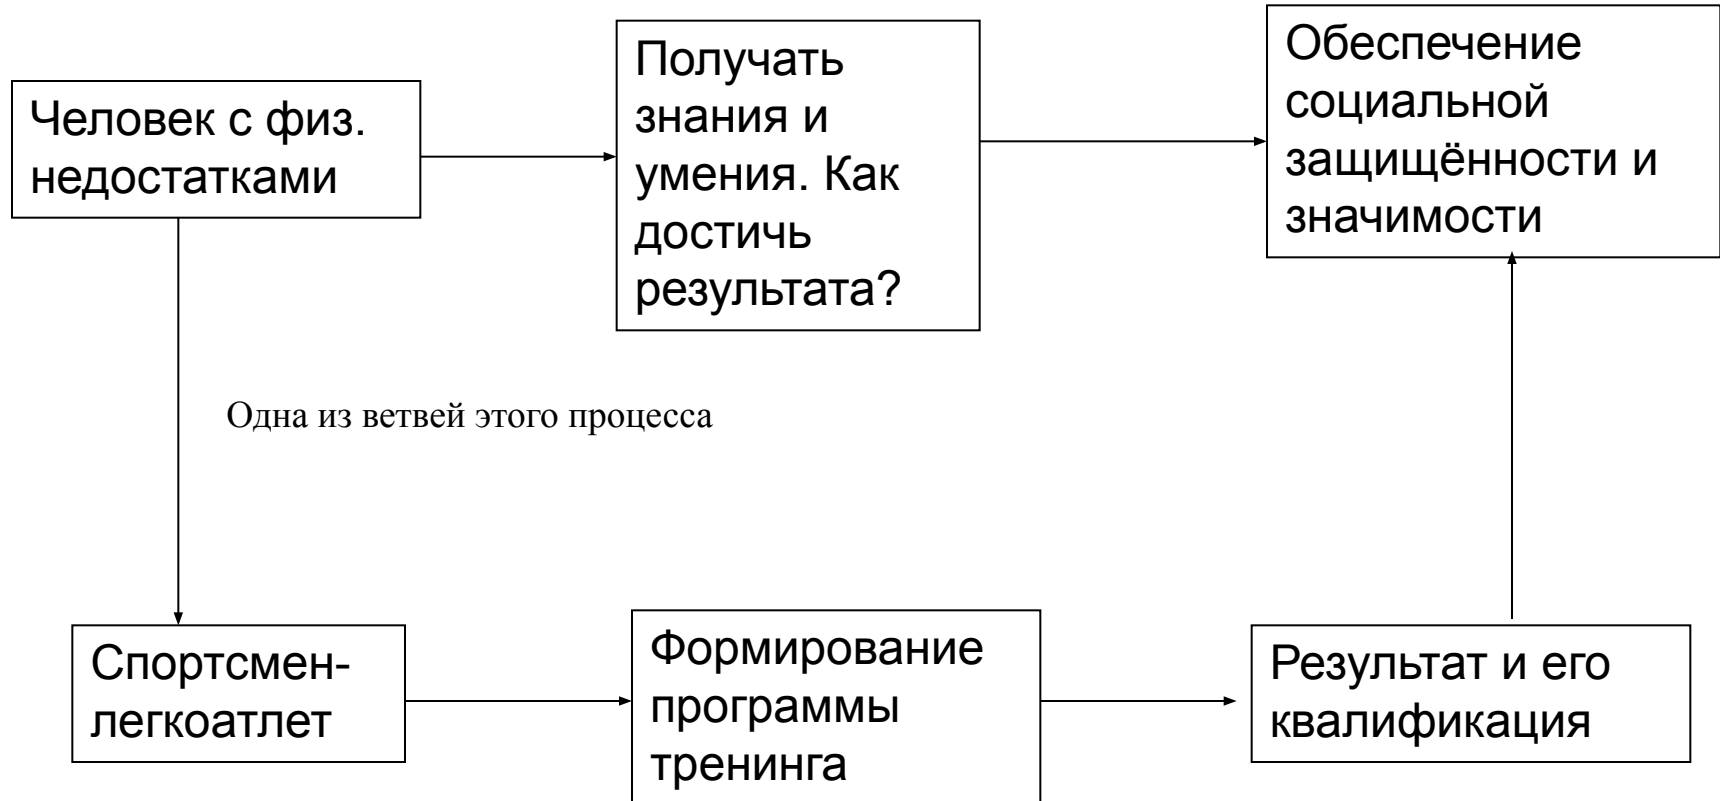 Человек с физ.
недостатками
Получать
знания и
умения. Как
достичь
результата?
Обеспечение
социальной
защищённости и
значимости
Одна из ветвей этого процесса
Спортсмен-
легкоатлет
Формирование
программы
тренинга
Результат и его
квалификация